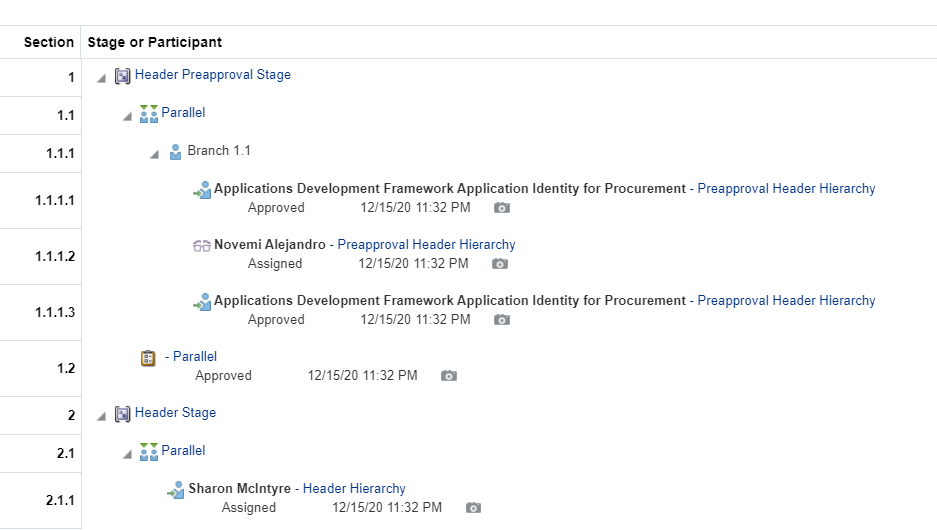 Section Stage or Participant
1 Header Preapproval Stage
1.1 Parallel
1.1.1 Branch 1.1
1.1.1.1 Applications Development Framework Application Identity for Procurement - Preapproval Header Hierarchy
Approved 12/15/20 11:32 PM
1.1.1.2 Novemi Alejandro - Preapproval Header Hierarchy
Assigned 12/15/20 11:32 PM
1.1.1.3 Applications Development Framework Application Identity for Procurement - Preapproval Header Hierarchy
Approved 12/15/20 11:32 PM
1.2 - Parallel
Approved 12/15/20 11:32 PM
2 Header Stage
2.1 Parallel
2.1.1 Sharon McIntyre - Header Hierarchy
Assigned 12/15/20 11:32 PM